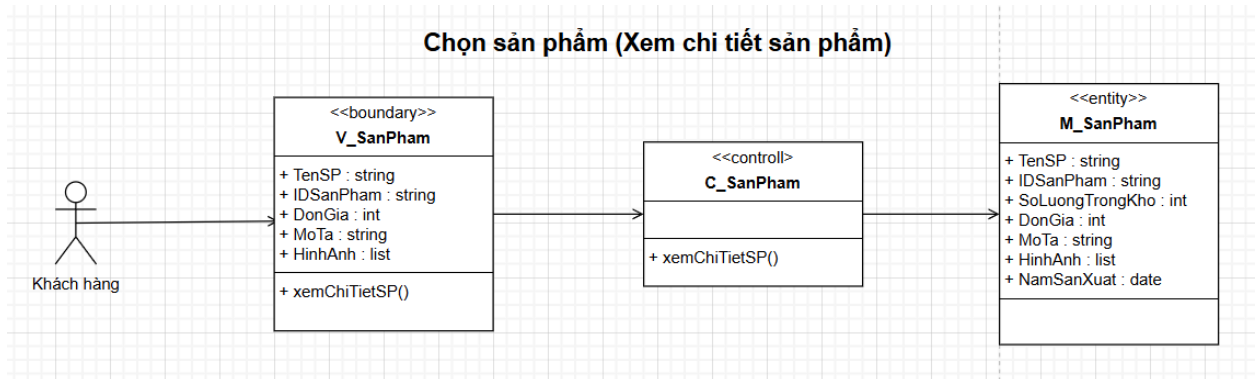 Chọn sản phẩm (Xem chi tiết sản phẩm)
Khách hàng
<<boundary>>
V_SanPham
+ TenSP : string
+ IDSanPham : string
+ DonGia : int
+ MoTa : string
+ HinhAnh : list
+ xemChiTietSP()
<<controll>
C_SanPham
+ xemChiTietSP()
<<entity>>
M_SanPham
+ TenSP : string
+ IDSanPham : string
+ SoLuongTrongKho : int
+ DonGia : int
+ MoTa : string
+ HinhAnh : list
+ NamSanXuat : date